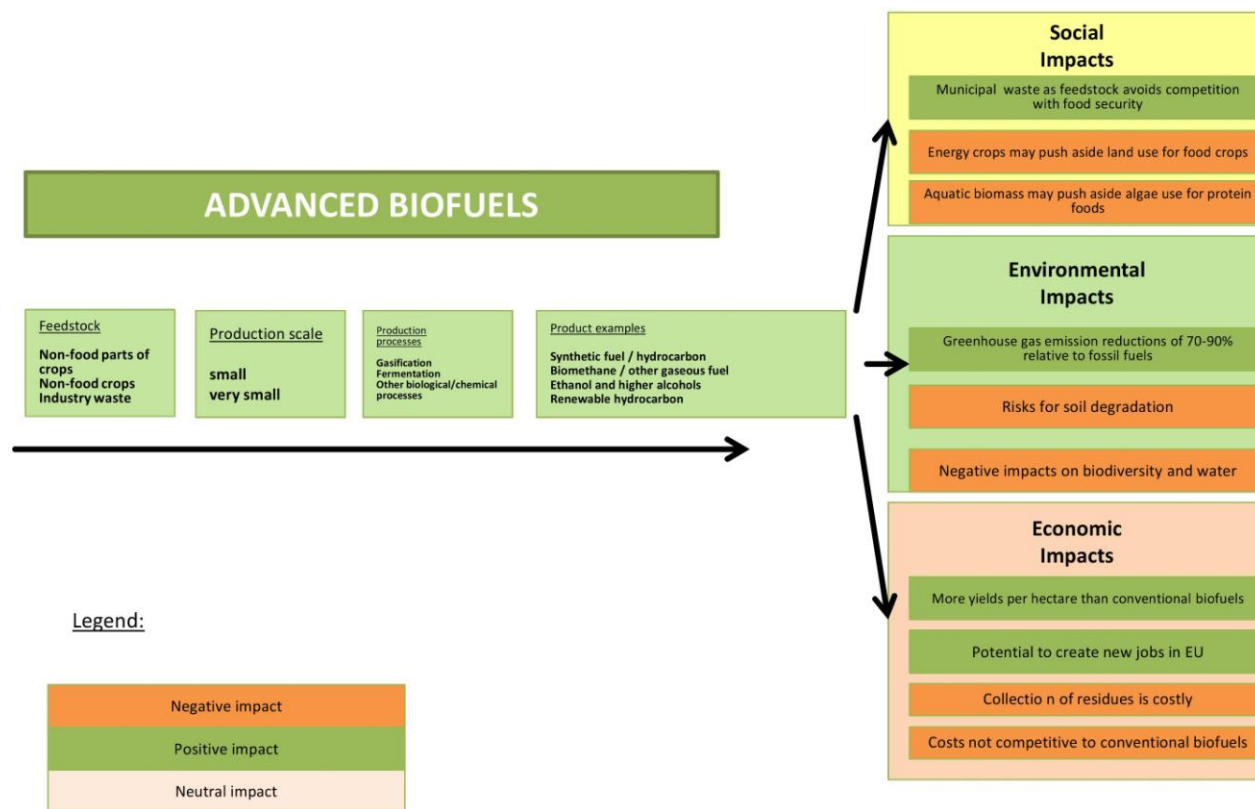 ADVANCED BIOFUELS
Feedstock
Non-food parts of
crops
Non-food crops
Industry waste
Production scale
small
very small
Production
processes
Gasification
Fermentation
Other biological/chemical
processes
Product examples
Synthetic fuel / hydrocarbon
Biomethane / other gaseous fuel
Ethanol and higher alcohols
Renewable hydrocarbon
Social
Impacts
Municipal waste as feedstock avoids competition
with food security
Energy crops may push aside land use for food crops
Aquatic biomass may push aside algae use for protein
foods
Environmental
Impacts
Greenhouse gas emission reductions of 70-90%
relative to fossil fuels
Risks for soil degradation
Negative impacts on biodiversity and water
Economic
Impacts
More yields per hectare than conventional biofuels
Potential to create new jobs in EU
Collectio n of residues is costly
Costs not competitive to conventional biofuels
Legend:
Negative impact
Positive impact
Neutral impact